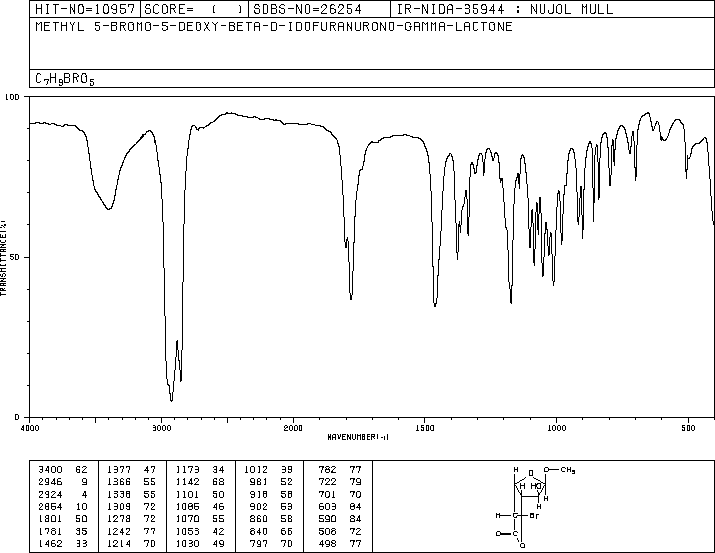 HIT-NO=10957 SCORE= ( ) SDBS-NO=26254 IR-NIDA-35944 : NUJOL MULL
METHYL 5-BROMO-5-DEOXY-BETA-D-IDOFURANURONO-GAMMA-LACTONE
C7H9BRO5
100
50
0
TRANSMITTANCE(%)
4000 3000 2000 1500 1000 500
WAVENUMBER(-1)
3400 62 1377 47 1173 34 1012 39 782 77
2946 9 1366 55 1142 68 981 52 722 79
2924 4 1338 55 1101 50 918 58 701 70
2854 10 1309 72 1086 46 902 53 609 84
1801 50 1278 72 1070 55 860 58 590 84
1781 35 1242 77 1053 42 840 66 508 72
1462 33 1214 70 1030 49 797 70 498 77
H O O-CH3
H HO H
H
H-C-Br
O=C
O